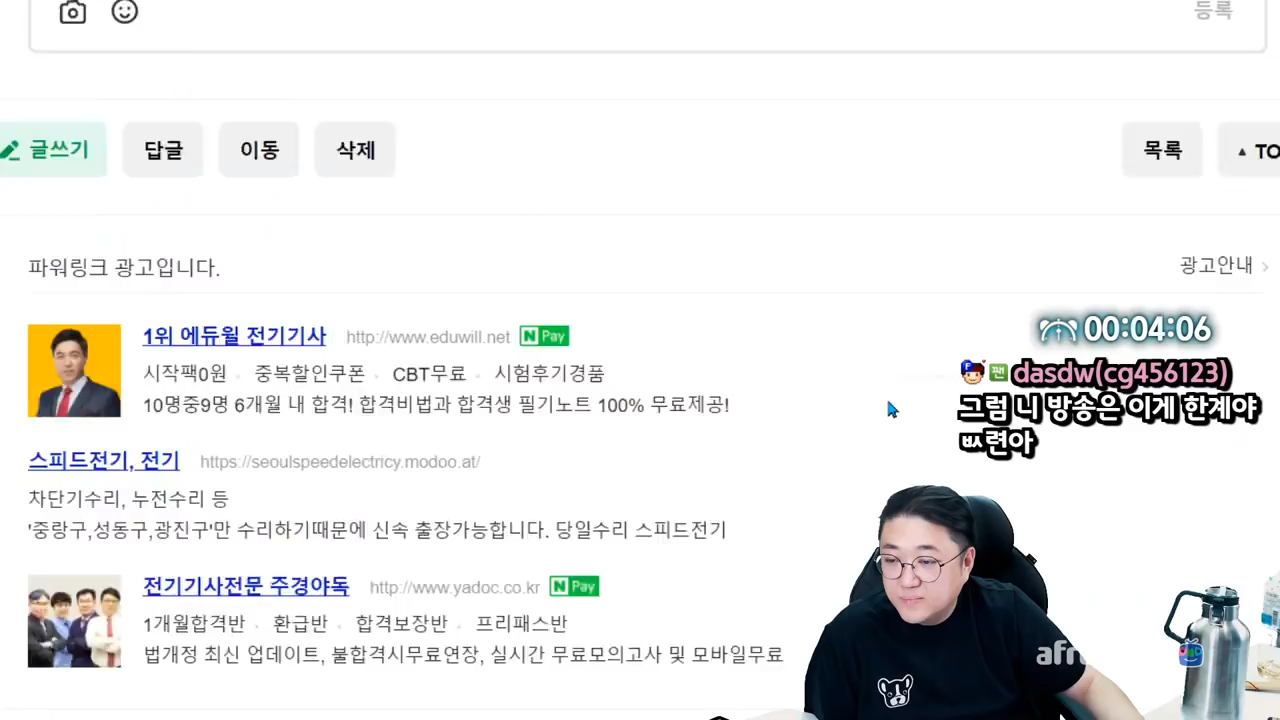 등록
글쓰기
답글
이동
삭제
목록
▲ TO
파워링크 광고입니다.
광고안내 >
1위 에듀윌 전기기사 http://www.eduwill.net N Pay
시작팩0원 · 중복할인쿠폰 · CBT무료 · 시험후기경품
10명중9명 6개월 내 합격! 합격비법과 합격생 필기노트 100% 무료제공!
00:04:06
팬 dasdw(cg456123)
그럼 니 방송은 이게 한계야
ㅄ련아
스피드전기, 전기 https://seoulspeedelectricy.modoo.at/
차단기수리, 누전수리 등
'중랑구,성동구,광진구'만 수리하기때문에 신속 출장가능합니다. 당일수리 스피드전기
전기기사전문 주경야독 http://www.yadoc.co.kr N Pay
1개월합격반 · 환급반 · 합격보장반 · 프리패스반
법개정 최신 업데이트, 불합격시무료연장, 실시간 무료모의고사 및 모바일무료